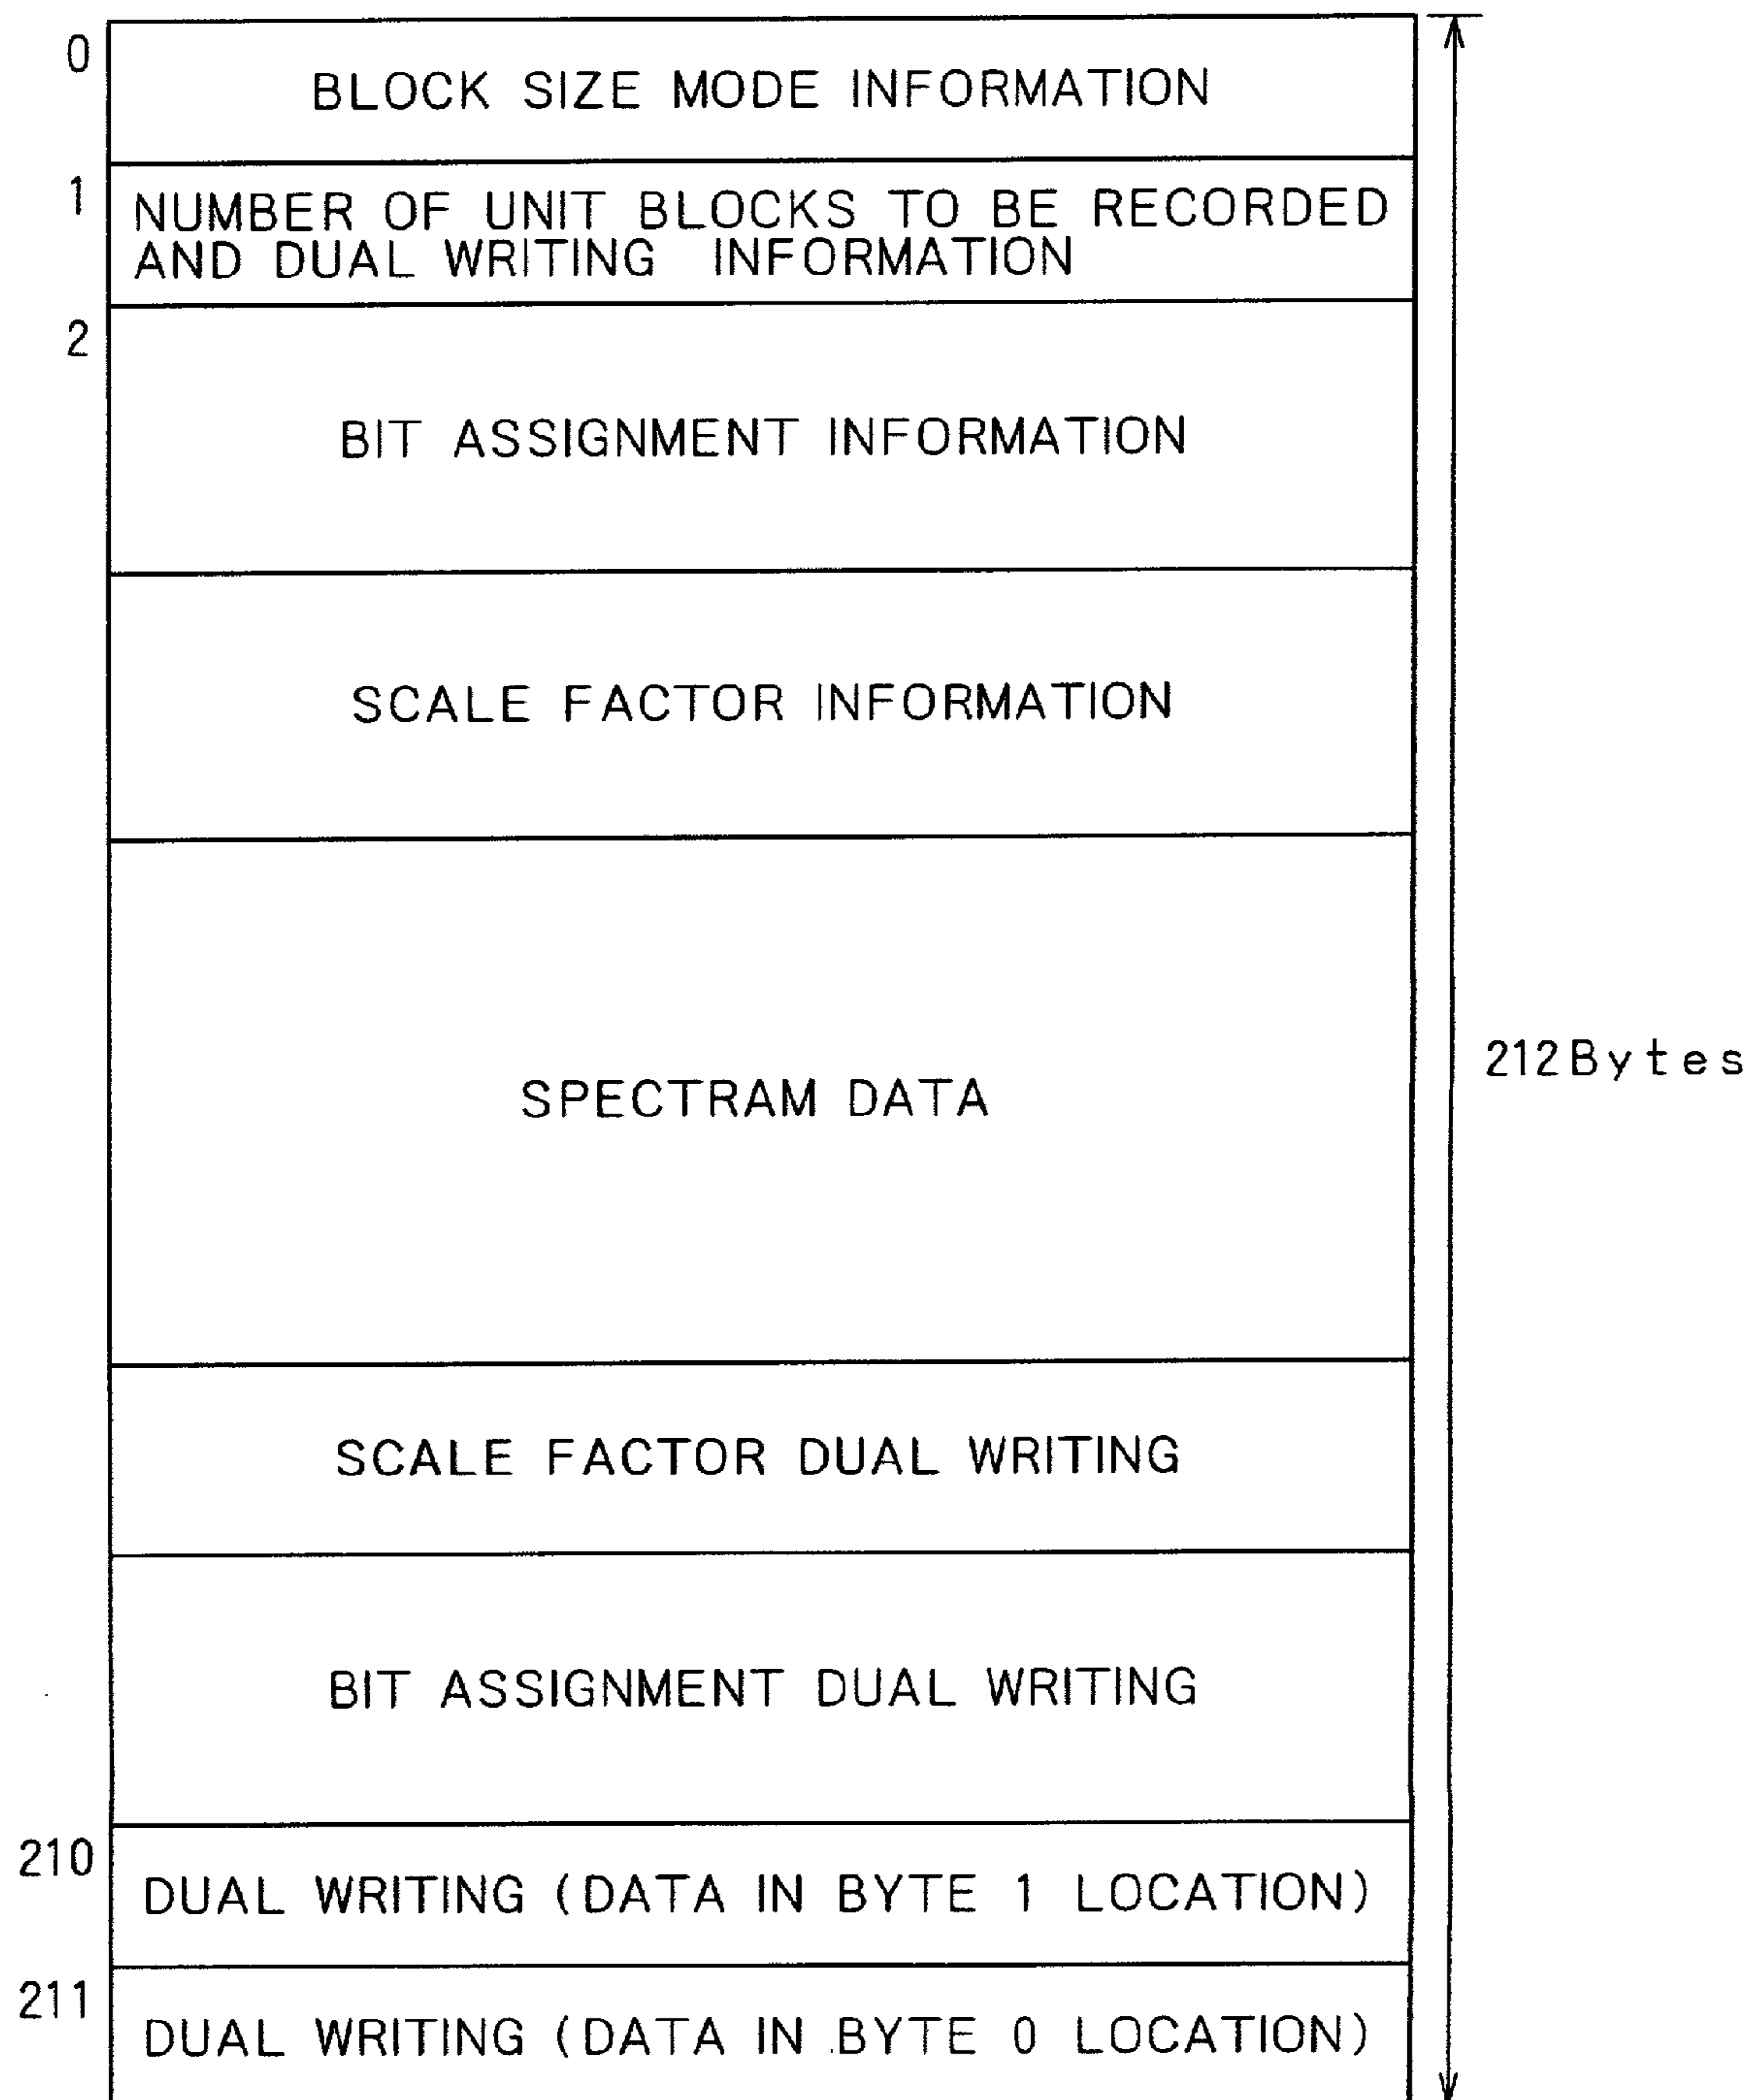 0
BLOCK SIZE MODE INFORMATION
1
NUMBER OF UNIT BLOCKS TO BE RECORDED
AND DUAL WRITING INFORMATION
2
BIT ASSIGNMENT INFORMATION
SCALE FACTOR INFORMATION
SPECTRAM DATA
212Bytes
SCALE FACTOR DUAL WRITING
BIT ASSIGNMENT DUAL WRITING
210
DUAL WRITING (DATA IN BYTE 1 LOCATION)
211
DUAL WRITING (DATA IN BYTE 0 LOCATION)